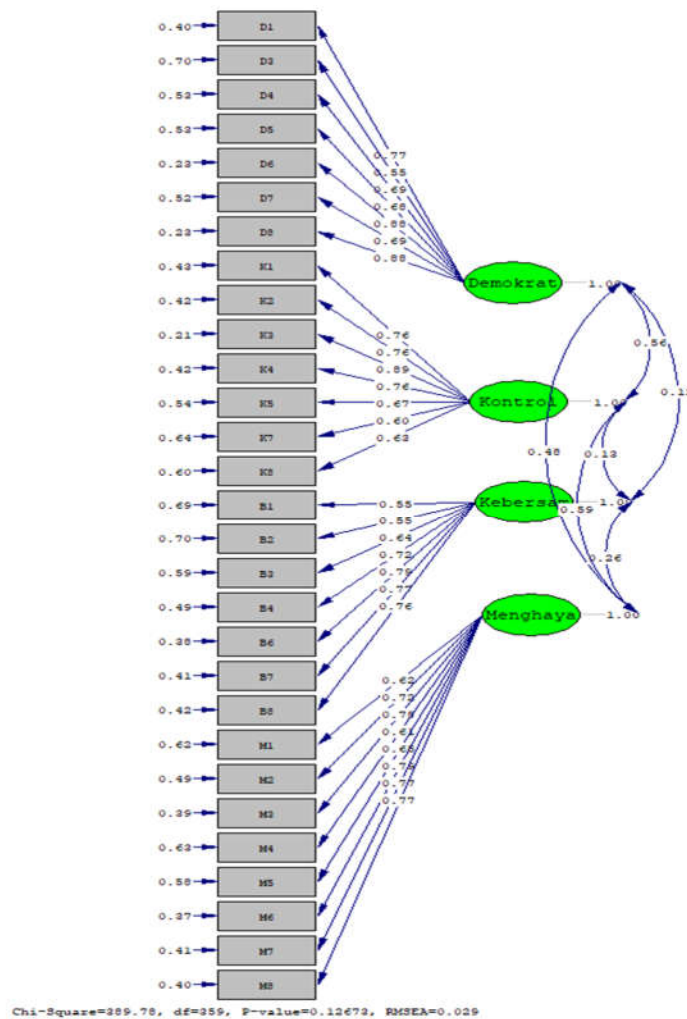 0.40 D1
0.70 D3
0.53 D4
0.53 D5
0.23 D6
0.52 D7
0.23 D8
0.43 K1
0.42 K2
0.21 K3
0.42 K4
0.54 K5
0.64 K7
0.60 K8
0.69 B1
0.70 B2
0.59 B3
0.49 B4
0.38 B6
0.41 B7
0.42 B8
0.62 M1
0.49 M2
0.39 M3
0.63 M4
0.58 M5
0.37 M6
0.41 M7
0.40 M8
0.77
0.55
0.69
0.68
0.88
0.69
0.88
0.76
0.76
0.89
0.76
0.67
0.60
0.63
0.55
0.55
0.64
0.72
0.79
0.77
0.76
0.62
0.72
0.61
0.77
0.77
Demokrat 1.00
Kontrol 1.00
Kebersam 1.00
Menghaya 1.00
0.56
0.48
0.13
0.59
0.26
Chi-Square=389.78, df=359, P-value=0.12673, RMSEA=0.029